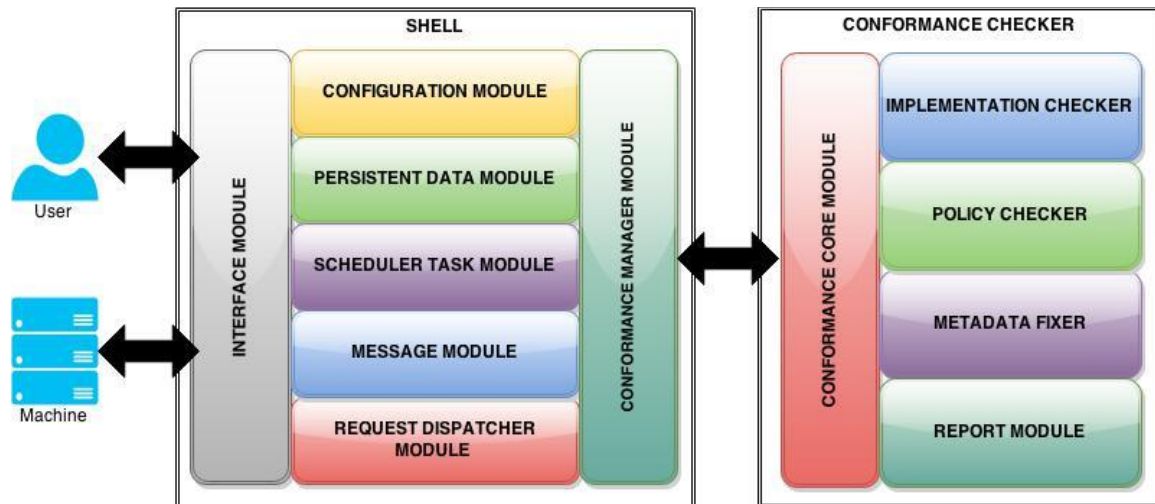 SHELL
CONFORMANCE CHECKER
User
Machine
INTERFACE MODULE
CONFIGURATION MODULE
PERSISTENT DATA MODULE
SCHEDULER TASK MODULE
MESSAGE MODULE
REQUEST DISPATCHER
MODULE
CONFORMANCE MANAGER MODULE
CONFORMANCE CORE MODULE
IMPLEMENTATION CHECKER
POLICY CHECKER
METADATA FIXER
REPORT MODULE